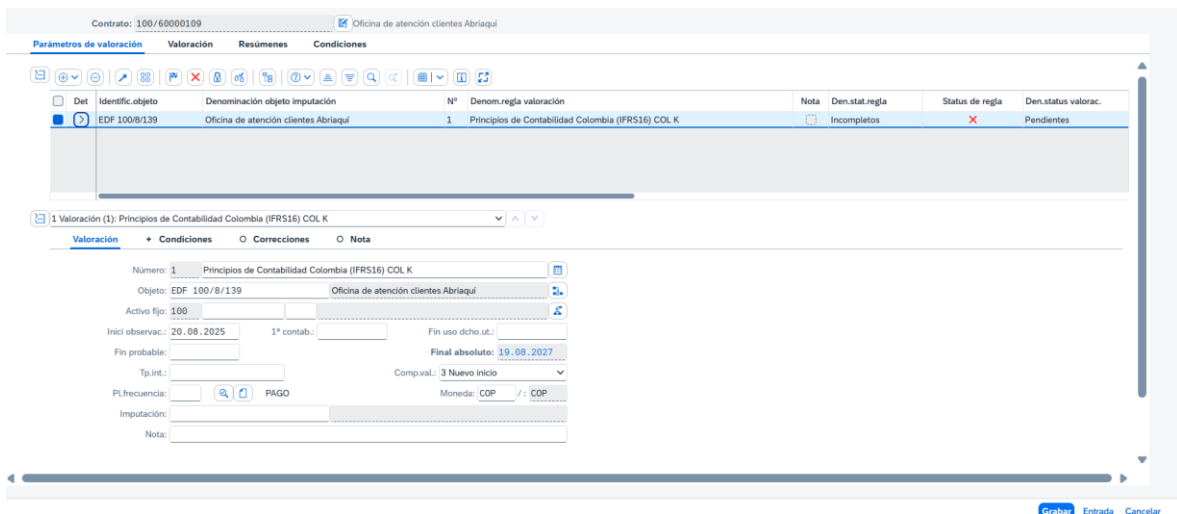 Contrato: 100/60000109 Oficina de atención clientes Abriaquí
Parámetros de valoración Valoración Resúmenes Condiciones
Det Identific.objeto Denominación objeto imputación Nº Denom.regla valoración Nota Den.stat.regla Status de regla Den.status valorac.
EDF 100/8/139 Oficina de atención clientes Abriaquí 1 Principios de Contabilidad Colombia (IFRS16) COL K Incompletos Pendientes
1 Valoración (1): Principios de Contabilidad Colombia (IFRS16) COL K
Valoración Condiciones Correcciones Nota
Número: 1 Principios de Contabilidad Colombia (IFRS16) COL K
Objeto: EDF 100/8/139 Oficina de atención clientes Abriaquí
Activo fijo: 100
Inici observac.: 20.08.2025 1ª contab.: Fin uso dcho.ut.:
Fin probable: Final absoluto: 19.08.2027
Tp.int.: Comp.val.: 3 Nuevo inicio
Pl.frecuencia: PAGO Moneda: COP /: COP
Imputación:
Nota:
Grabar Entrada Cancelar